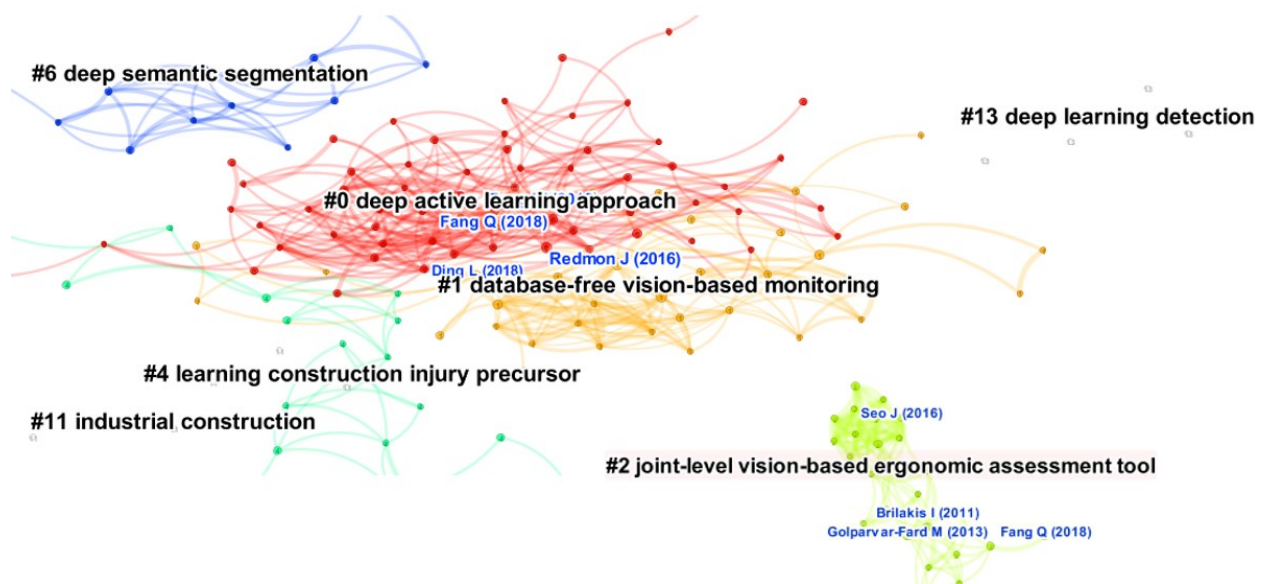 #6 deep semantic segmentation
#13 deep learning detection
#0 deep active learning approach
Fang Q (2018)
Redmon J (2016)
Ding L (2018)
#1 database-free vision-based monitoring
#4 learning construction injury precursor
#11 industrial construction
Seo J (2016)
#2 joint-level vision-based ergonomic assessment tool
Brilakis I (2011)
Golparvar-Fard M (2013)
Fang Q (2018)